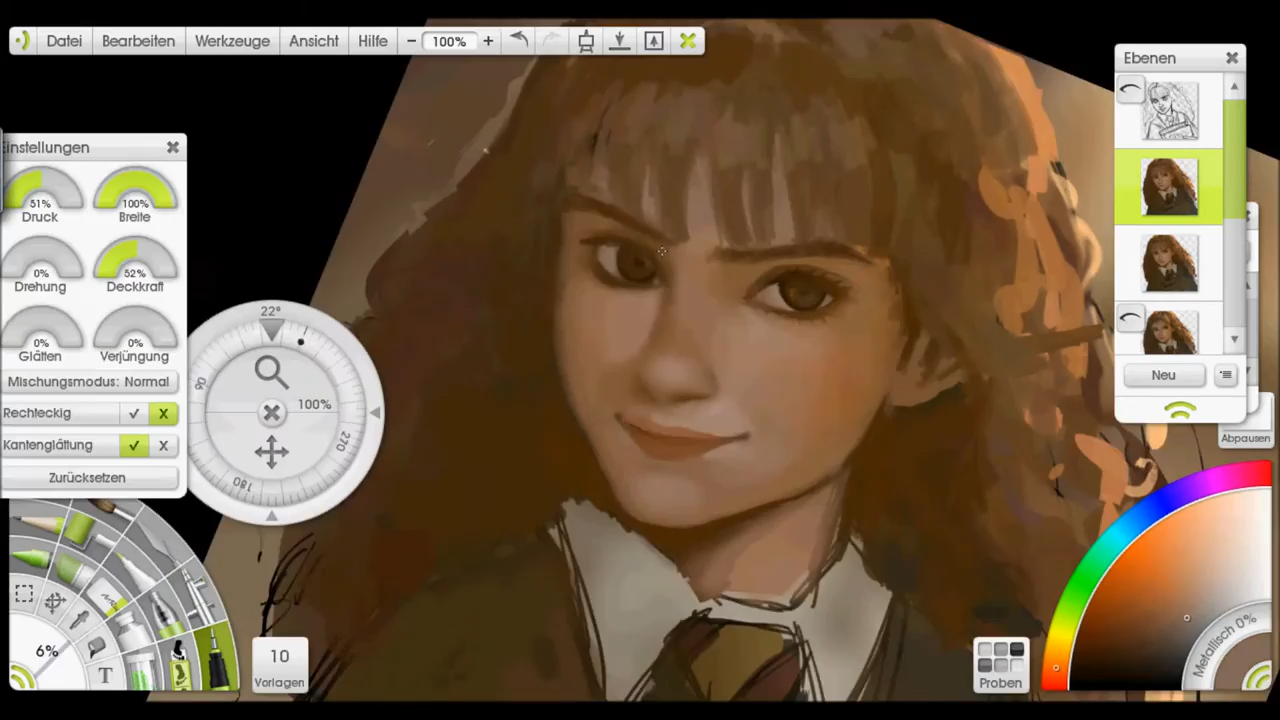 Datei Bearbeiten Werkzeuge Ansicht Hilfe − 100% +
Einstellungen
51% 100%
Druck Breite
0% 52%
Drehung Deckkraft
0% 0%
Glätten Verjüngung
Mischungsmodus: Normal
Rechteckig
Kantenglättung
Zurücksetzen
22°
90
100%
270
180
6%
T
10
Vorlagen
Ebenen
Neu
Abpausen
Proben
Metallisch 0%